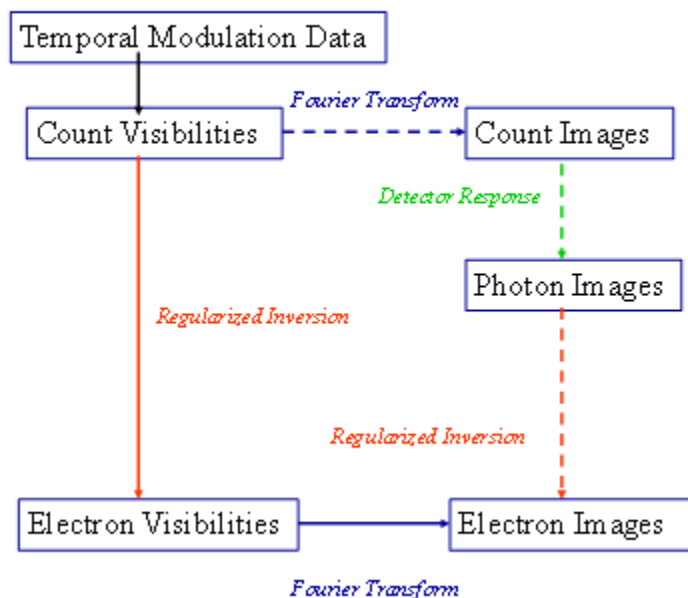 Temporal Modulation Data
Fourier Transform
Count Visibilities
Count Images
Detector Response
Photon Images
Regularized Inversion
Regularized Inversion
Electron Visibilities
Electron Images
Fourier Transform